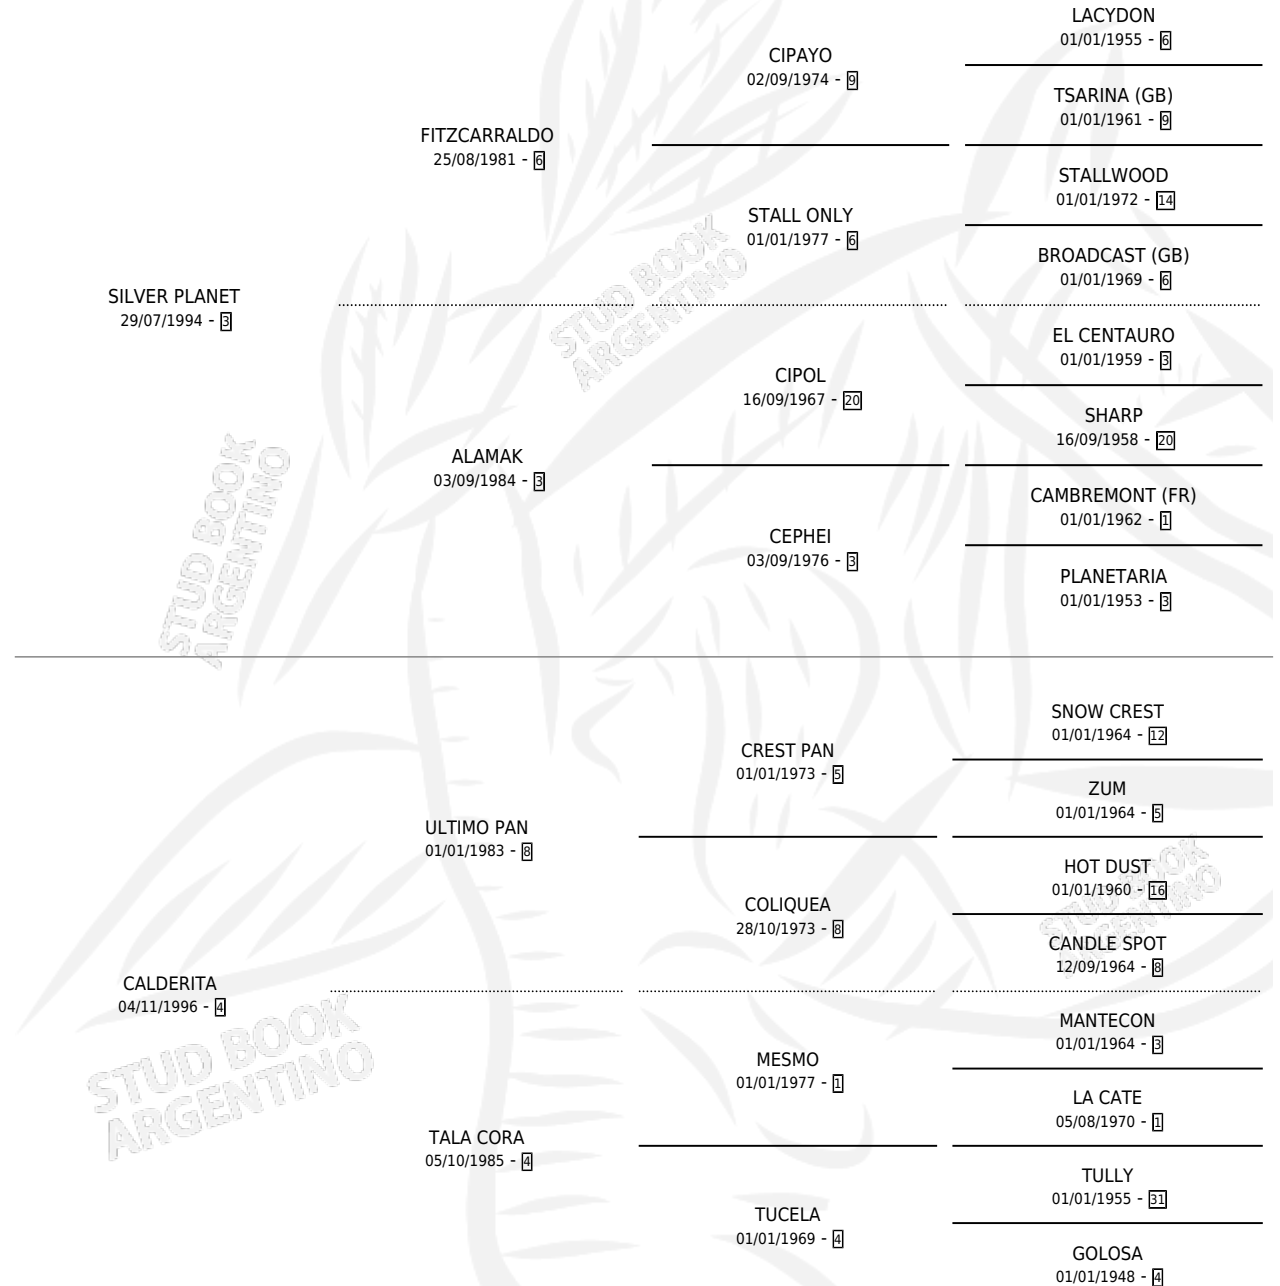 LACYDON
01/01/1955 - 6
CIPAYO
02/09/1974 - 9
TSARINA (GB)
01/01/1961 - 9
FITZCARRALDO
25/08/1981 - 6
STALLWOOD
01/01/1972 - 14
STALL ONLY
01/01/1977 - 6
BROADCAST (GB)
01/01/1969 - 6
SILVER PLANET
29/07/1994 - 3
EL CENTAURO
01/01/1959 - 3
CIPOL
16/09/1967 - 20
SHARP
16/09/1958 - 20
ALAMAK
03/09/1984 - 3
CAMBREMONT (FR)
01/01/1962 - 1
CEPHEI
03/09/1976 - 3
PLANETARIA
01/01/1953 - 3
SNOW CREST
01/01/1964 - 12
CREST PAN
01/01/1973 - 5
ZUM
01/01/1964 - 5
ULTIMO PAN
01/01/1983 - 8
HOT DUST
01/01/1960 - 16
COLIQUEA
28/10/1973 - 8
CANDLE SPOT
12/09/1964 - 8
CALDERITA
04/11/1996 - 4
MANTECON
01/01/1964 - 3
MESMO
01/01/1977 - 1
LA CATE
05/08/1970 - 1
TALA CORA
05/10/1985 - 4
TULLY
01/01/1955 - 31
TUCELA
01/01/1969 - 4
GOLOSA
01/01/1948 - 4
STUD BOOK
ARGENTINO
STUD BOOK
ARGENTINO
STUD BOOK
ARGENTINO
STUD BOOK
ARGENTINO